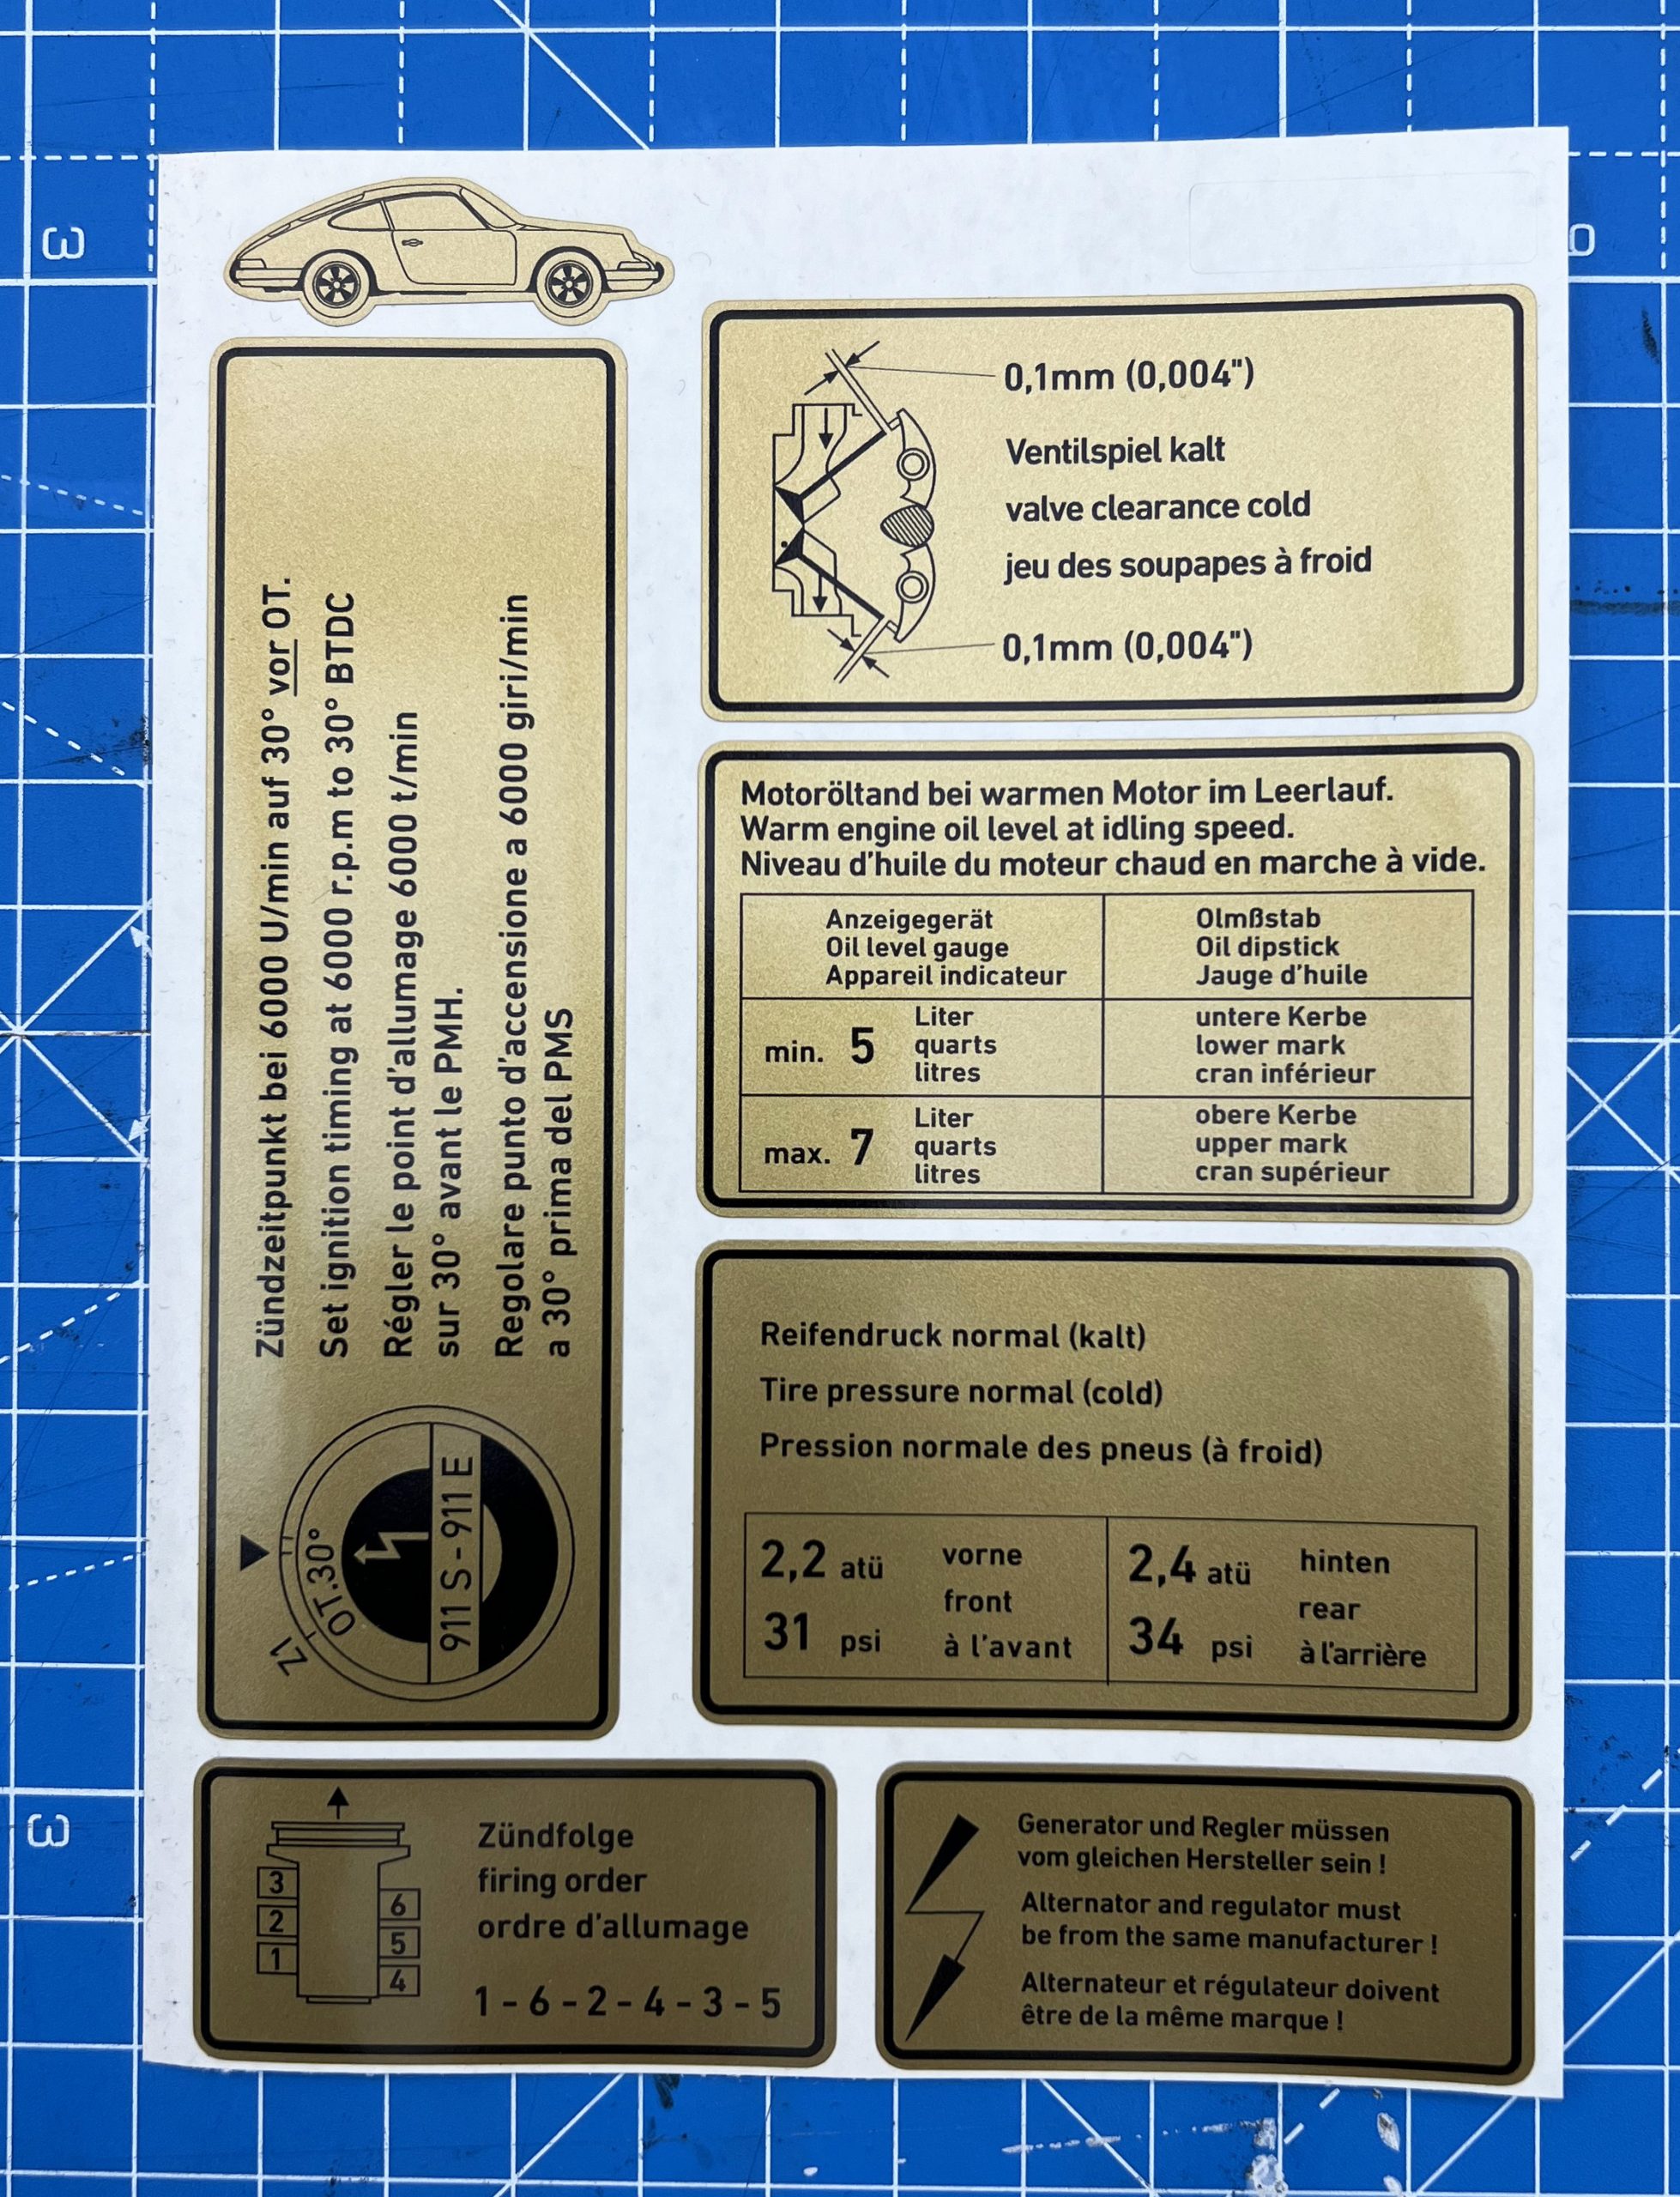 3
0,1mm (0,004")
Ventilspiel kalt
valve clearance cold
jeu des soupapes à froid
0,1mm (0,004")
Zündzeitpunkt bei 6000 U/min auf 30° vor OT.
Set ignition timing at 6000 r.p.m to 30° BTDC
Régler le point d'allumage 6000 t/min
sur 30° avant le PMH.
Regolare punto d'accensione a 6000 giri/min
a 30° prima del PMS
Z1
OT.30°
911 S - 911 E
Motoröltand bei warmen Motor im Leerlauf.
Warm engine oil level at idling speed.
Niveau d'huile du moteur chaud en marche à vide.
Anzeigegerät
Oil level gauge
Appareil indicateur
Olmßstab
Oil dipstick
Jauge d'huile
min. 5
Liter
quarts
litres
untere Kerbe
lower mark
cran inférieur
max. 7
Liter
quarts
litres
obere Kerbe
upper mark
cran supérieur
Reifendruck normal (kalt)
Tire pressure normal (cold)
Pression normale des pneus (à froid)
2,2 atü
31 psi
vorne
front
à l'avant
2,4 atü
34 psi
hinten
rear
à l'arrière
3
3
2
1
6
5
4
Zündfolge
firing order
ordre d'allumage
1 - 6 - 2 - 4 - 3 - 5
Generator und Regler müssen
vom gleichen Hersteller sein !
Alternator and regulator must
be from the same manufacturer !
Alternateur et régulateur doivent
être de la même marque !